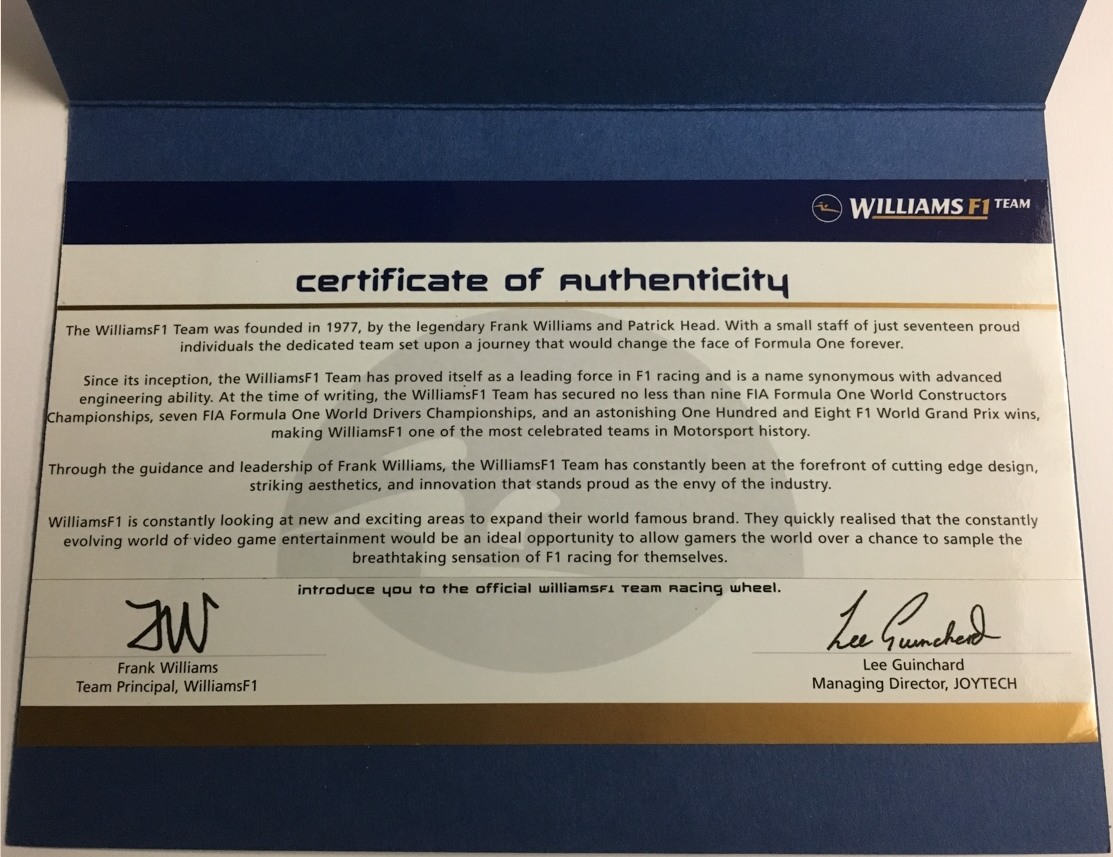 WILLIAMS F1 TEAM
certificate of Authenticity
The WilliamsF1 Team was founded in 1977, by the legendary Frank Williams and Patrick Head. With a small staff of just seventeen proud
individuals the dedicated team set upon a journey that would change the face of Formula One forever.
Since its inception, the WilliamsF1 Team has proved itself as a leading force in F1 racing and is a name synonymous with advanced
engineering ability. At the time of writing, the WilliamsF1 Team has secured no less than nine FIA Formula One World Constructors
Championships, seven FIA Formula One World Drivers Championships, and an astonishing One Hundred and Eight F1 World Grand Prix wins,
making WilliamsF1 one of the most celebrated teams in Motorsport history.
Through the guidance and leadership of Frank Williams, the WilliamsF1 Team has constantly been at the forefront of cutting edge design,
striking aesthetics, and innovation that stands proud as the envy of the industry.
WilliamsF1 is constantly looking at new and exciting areas to expand their world famous brand. They quickly realised that the constantly
evolving world of video game entertainment would be an ideal opportunity to allow gamers the world over a chance to sample the
breathtaking sensation of F1 racing for themselves.
introduce you to the official williamsF1 Team Racing wheel.
FW
Lee Guinchard
Frank Williams
Team Principal, WilliamsF1
Lee Guinchard
Managing Director, JOYTECH